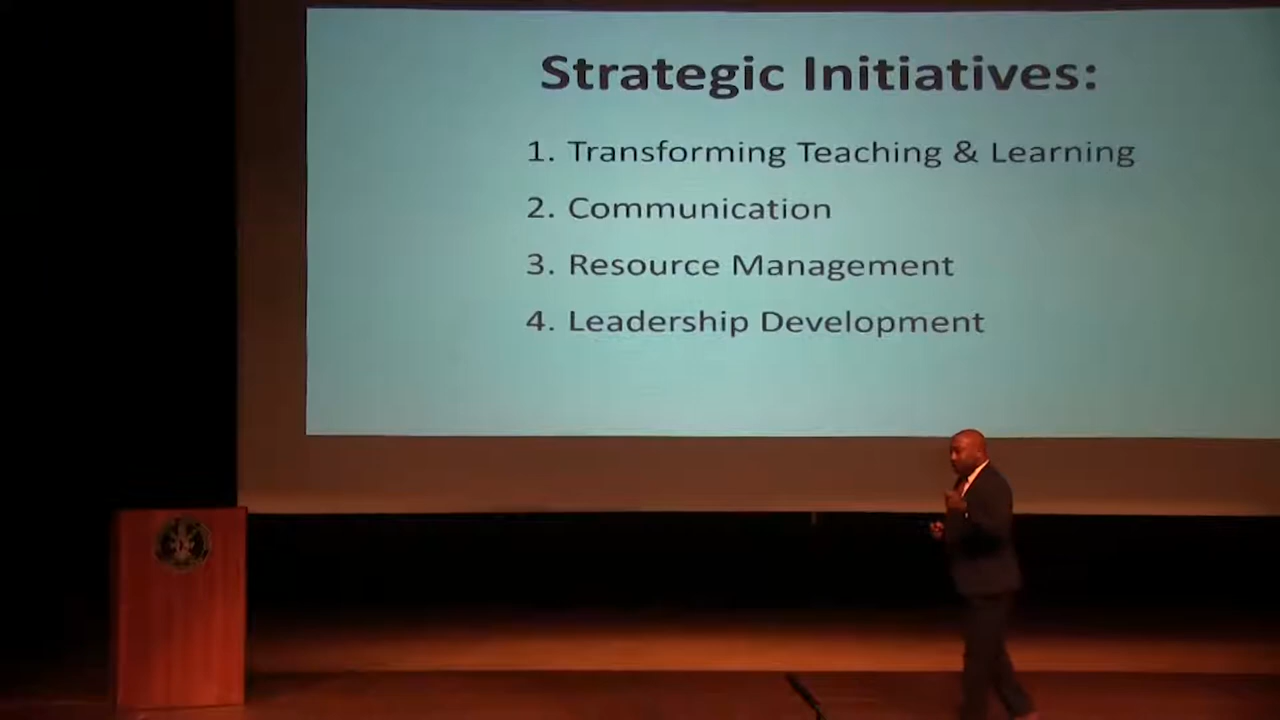 Strategic Initiatives:
1. Transforming Teaching & Learning
2. Communication
3. Resource Management
4. Leadership Development